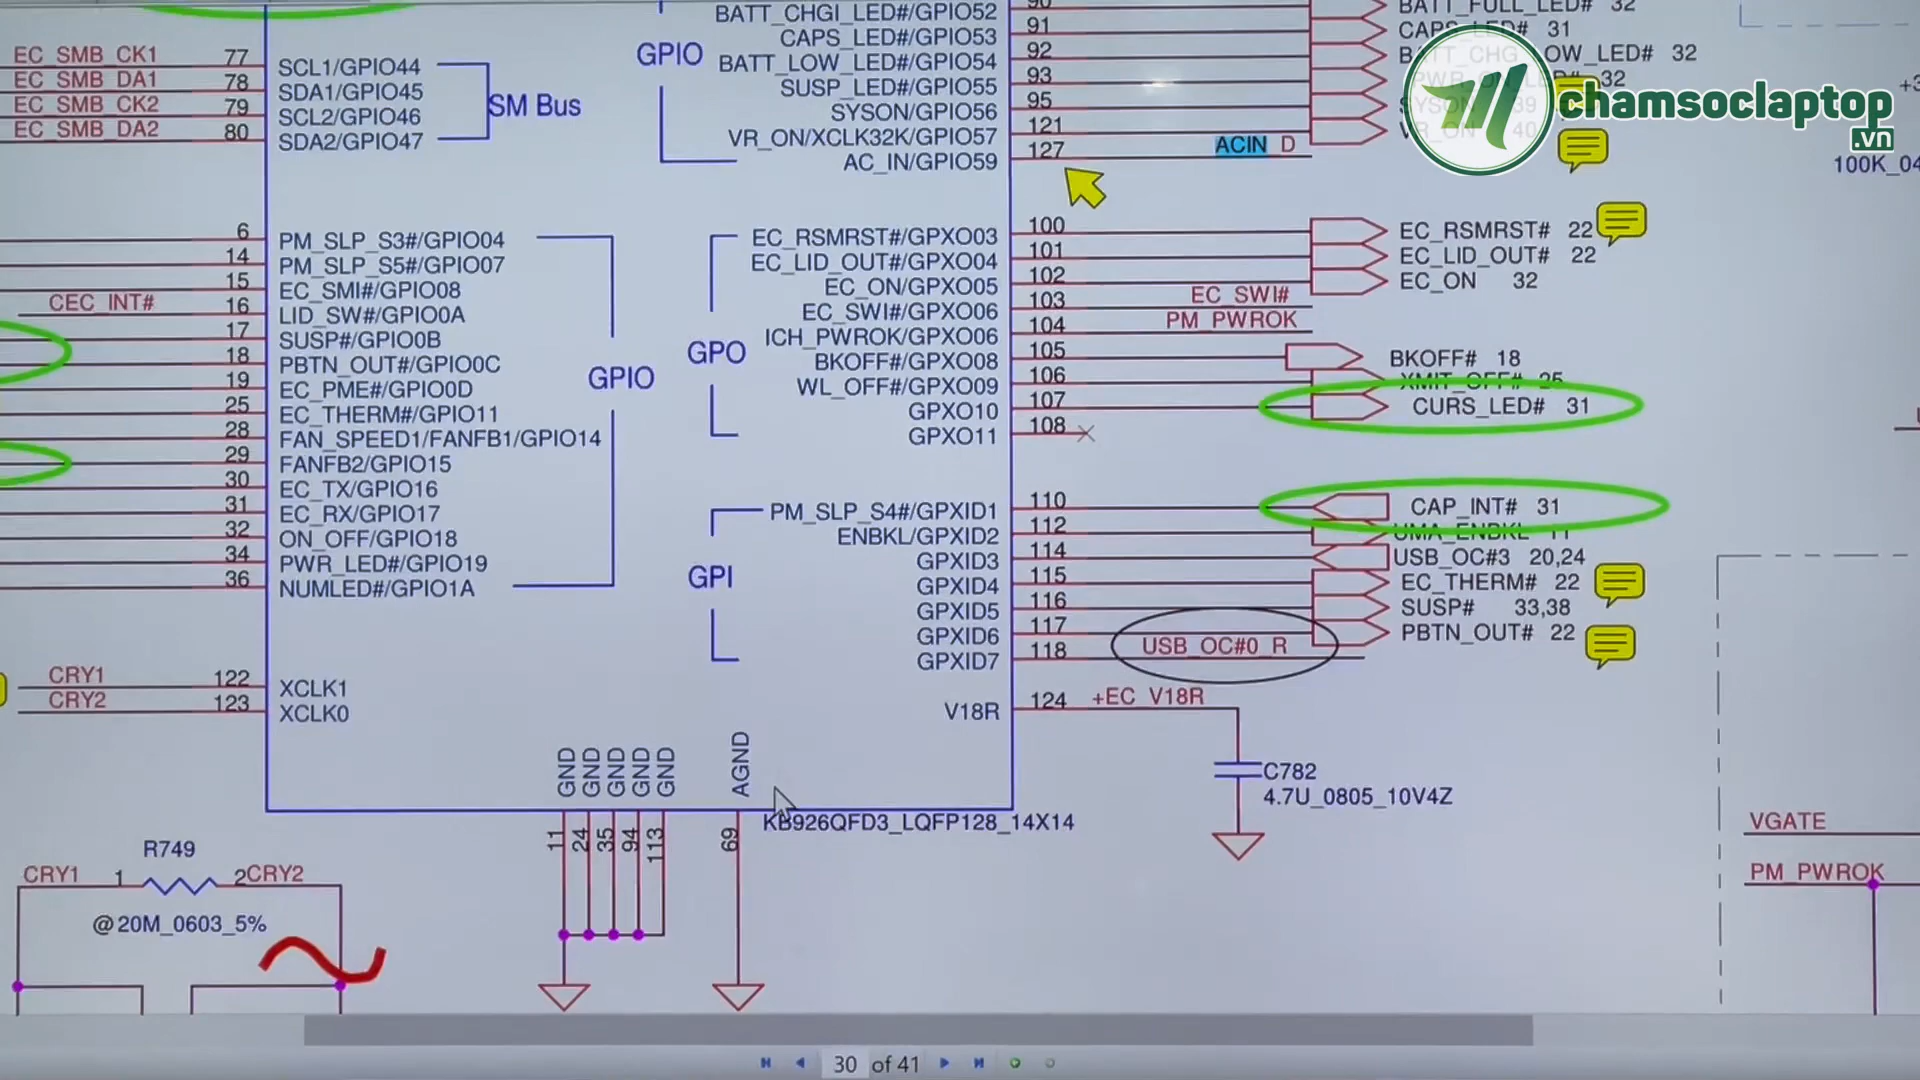 BATT_CHGI_LED#/GPIO52
90
BATT_FULL_LED# 32
CAPS_LED#/GPIO53
91
CAPS_LED# 31
GPIO
BATT_LOW_LED#/GPIO54
92
SUSP_LED#/GPIO55
93
SYSON/GPIO56
95
VR_ON/XCLK32K/GPIO57
121
AC_IN/GPIO59
127
ACIN_D
chamsoclaptop
.vn
EC_SMB_CK1
77
SCL1/GPIO44
EC_SMB_DA1
78
SDA1/GPIO45
EC_SMB_CK2
79
SCL2/GPIO46
EC_SMB_DA2
80
SDA2/GPIO47
SM Bus
6
PM_SLP_S3#/GPIO04
14
PM_SLP_S5#/GPIO07
15
EC_SMI#/GPIO08
CEC_INT#
16
LID_SW#/GPIO0A
17
SUSP#/GPIO0B
18
PBTN_OUT#/GPIO0C
19
EC_PME#/GPIO0D
25
EC_THERM#/GPIO11
28
FAN_SPEED1/FANFB1/GPIO14
29
FANFB2/GPIO15
30
EC_TX/GPIO16
31
EC_RX/GPIO17
32
ON_OFF/GPIO18
34
PWR_LED#/GPIO19
36
NUMLED#/GPIO1A
GPIO
EC_RSMRST#/GPXO03
100
EC_RSMRST# 22
EC_LID_OUT#/GPXO04
101
EC_LID_OUT# 22
EC_ON/GPXO05
102
EC_ON 32
EC_SWI#/GPXO06
103
EC_SWI#
ICH_PWROK/GPXO06
104
PM_PWROK
GPO
BKOFF#/GPXO08
105
BKOFF# 18
WL_OFF#/GPXO09
106
XMIT_OFF# 25
GPXO10
107
CURS_LED# 31
GPXO11
108
PM_SLP_S4#/GPXID1
110
CAP_INT# 31
ENBKL/GPXID2
112
UMA_ENBKL 11
GPXID3
114
USB_OC#3 20,24
GPI
GPXID4
115
EC_THERM# 22
GPXID5
116
SUSP# 33,38
GPXID6
117
PBTN_OUT# 22
GPXID7
118
USB_OC#0_R
CRY1
122
XCLK1
CRY2
123
XCLK0
V18R
124
+EC_V18R
C782
4.7U_0805_10V4Z
GND GND GND GND GND AGND
11 24 35 94 113 69
KB926QFD3_LQFP128_14X14
R749
CRY1 1 2 CRY2
@20M_0603_5%
VGATE
PM_PWROK
30 of 41